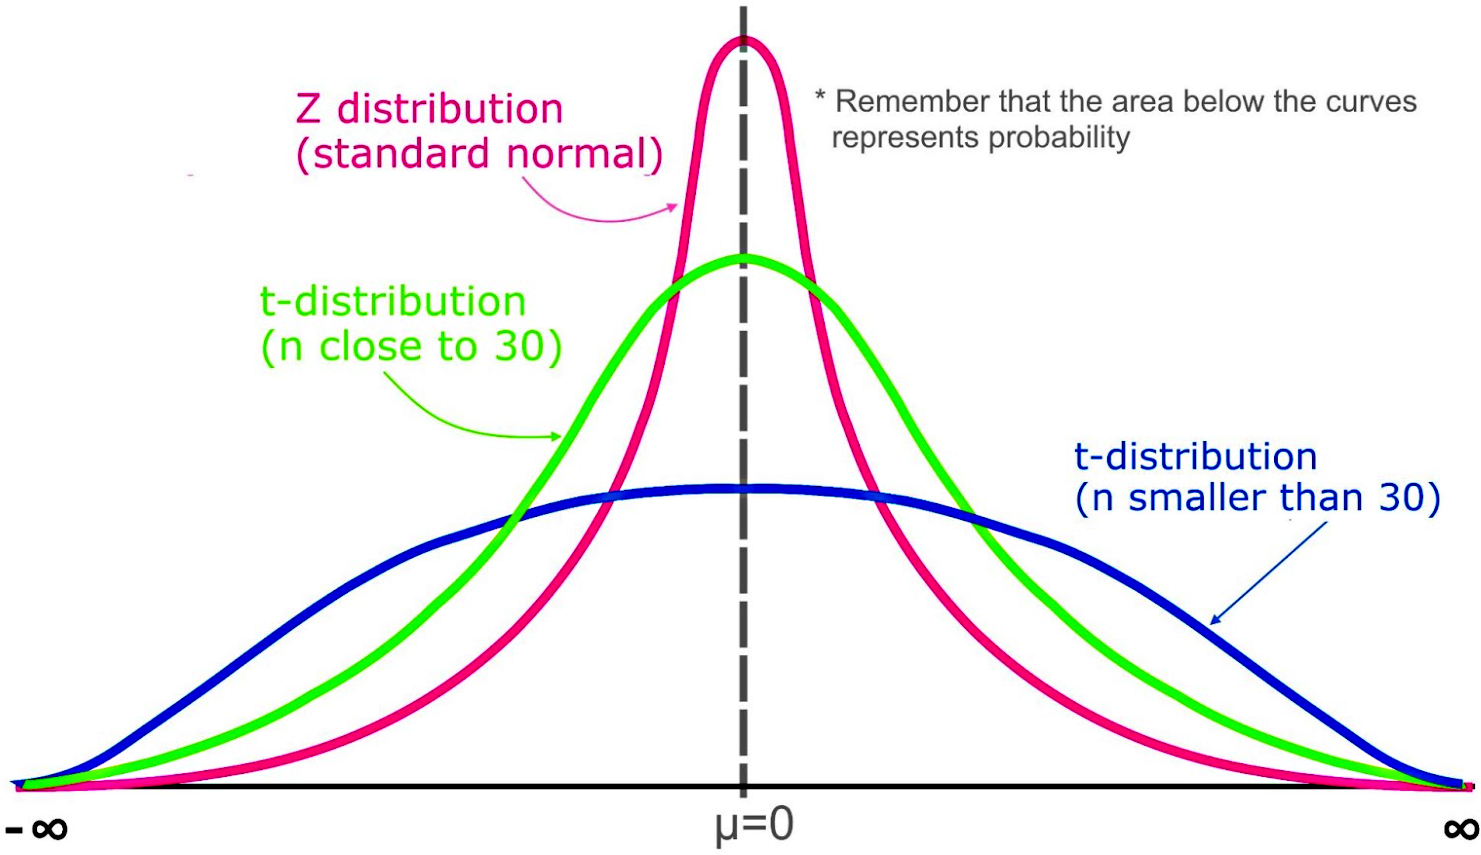 Z distribution
(standard normal)
* Remember that the area below the curves
represents probability
t-distribution
(n close to 30)
t-distribution
(n smaller than 30)
- ∞
μ=0
∞